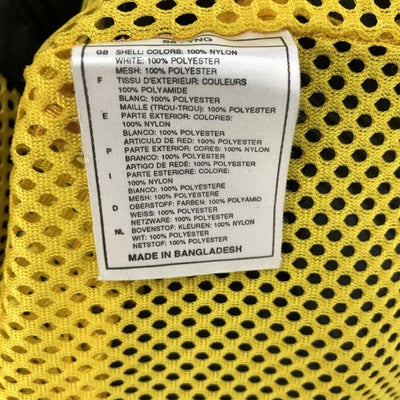 GB SHELL: COLORS: 100% NYLON
WHITE: 100% POLYESTER
MESH: 100% POLYESTER
F TISSU D'EXTERIEUR: COULEURS
100% POLYAMIDE
BLANC: 100% POLYESTER
MAILLE (TROU-TROU): 100% POLYESTER
E PARTE EXTERIOR: COLORES:
100% NYLON
BLANCO: 100% POLYESTER
ARTICULO DE RED: 100% POLYESTER
P PARTE EXTERIOR: CORES: 100% NYLON
BRANCO: 100% POLYESTER
ARTIGO DE REDE: 100% POLYESTER
I PARTE ESTERIORE: COLORE:
100% NYLON
BIANCO: 100% POLYESTERE
MESH: 100% POLYESTERE
D OBERSTOFF: FARBEN: 100% POLYAMID
WEISS: 100% POLYESTER
NETZWARE: 100% POLYESTER
NL BOVENSTOF: KLEUREN: 100% NYLON
WIT: 100% POLYESTER
NETSTOF: 100% POLYESTER
MADE IN BANGLADESH